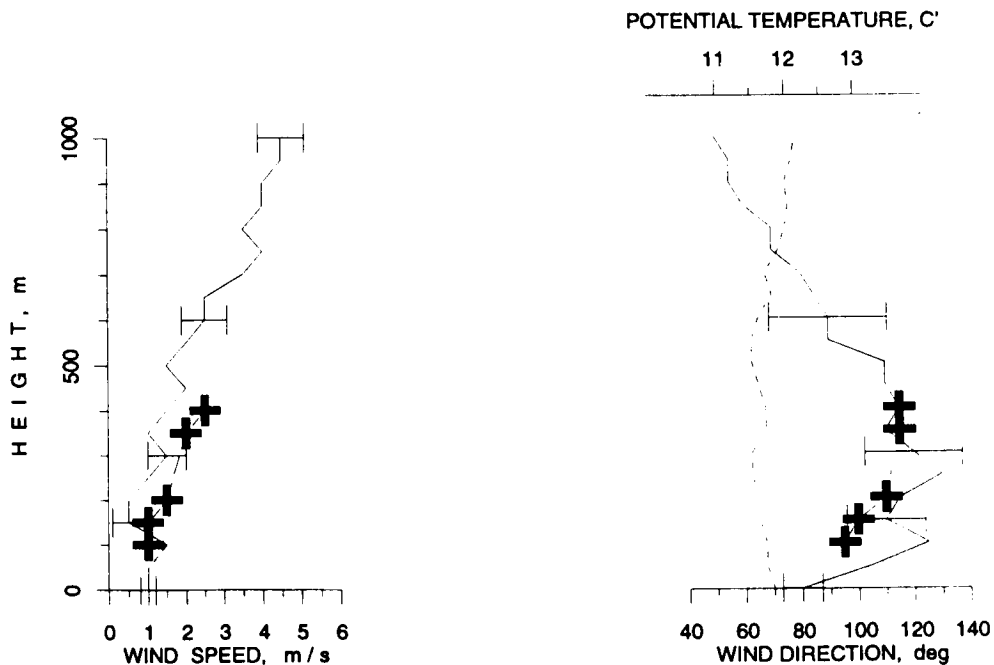 POTENTIAL TEMPERATURE, C'
11 12 13
1000
500
0
HEIGHT, m
0 1 2 3 4 5 6
WIND SPEED, m/s
40 60 80 100 120 140
WIND DIRECTION, deg